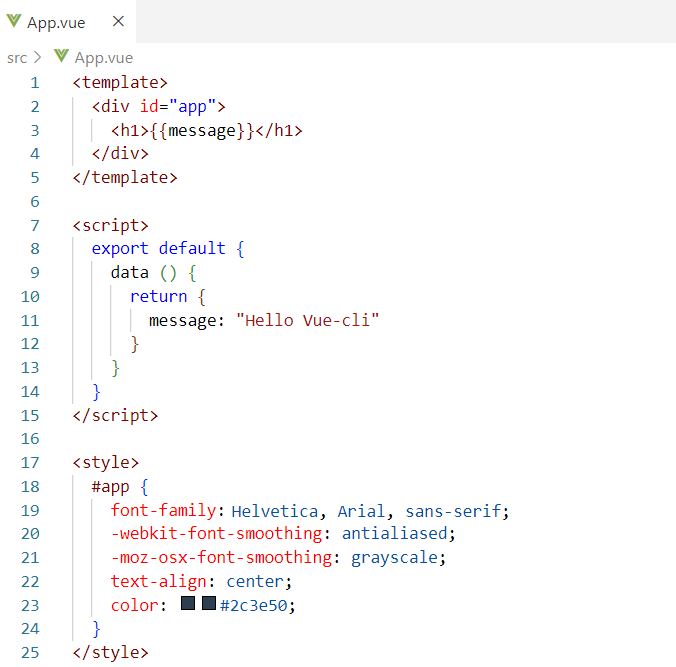 App.vue ×
src > App.vue
1 <template>
2   <div id="app">
3     <h1>{{message}}</h1>
4   </div>
5 </template>
6
7 <script>
8   export default {
9     data () {
10       return {
11         message: "Hello Vue-cli"
12       }
13     }
14   }
15 </script>
16
17 <style>
18   #app {
19     font-family: Helvetica, Arial, sans-serif;
20     -webkit-font-smoothing: antialiased;
21     -moz-osx-font-smoothing: grayscale;
22     text-align: center;
23     color: #2c3e50;
24   }
25 </style>